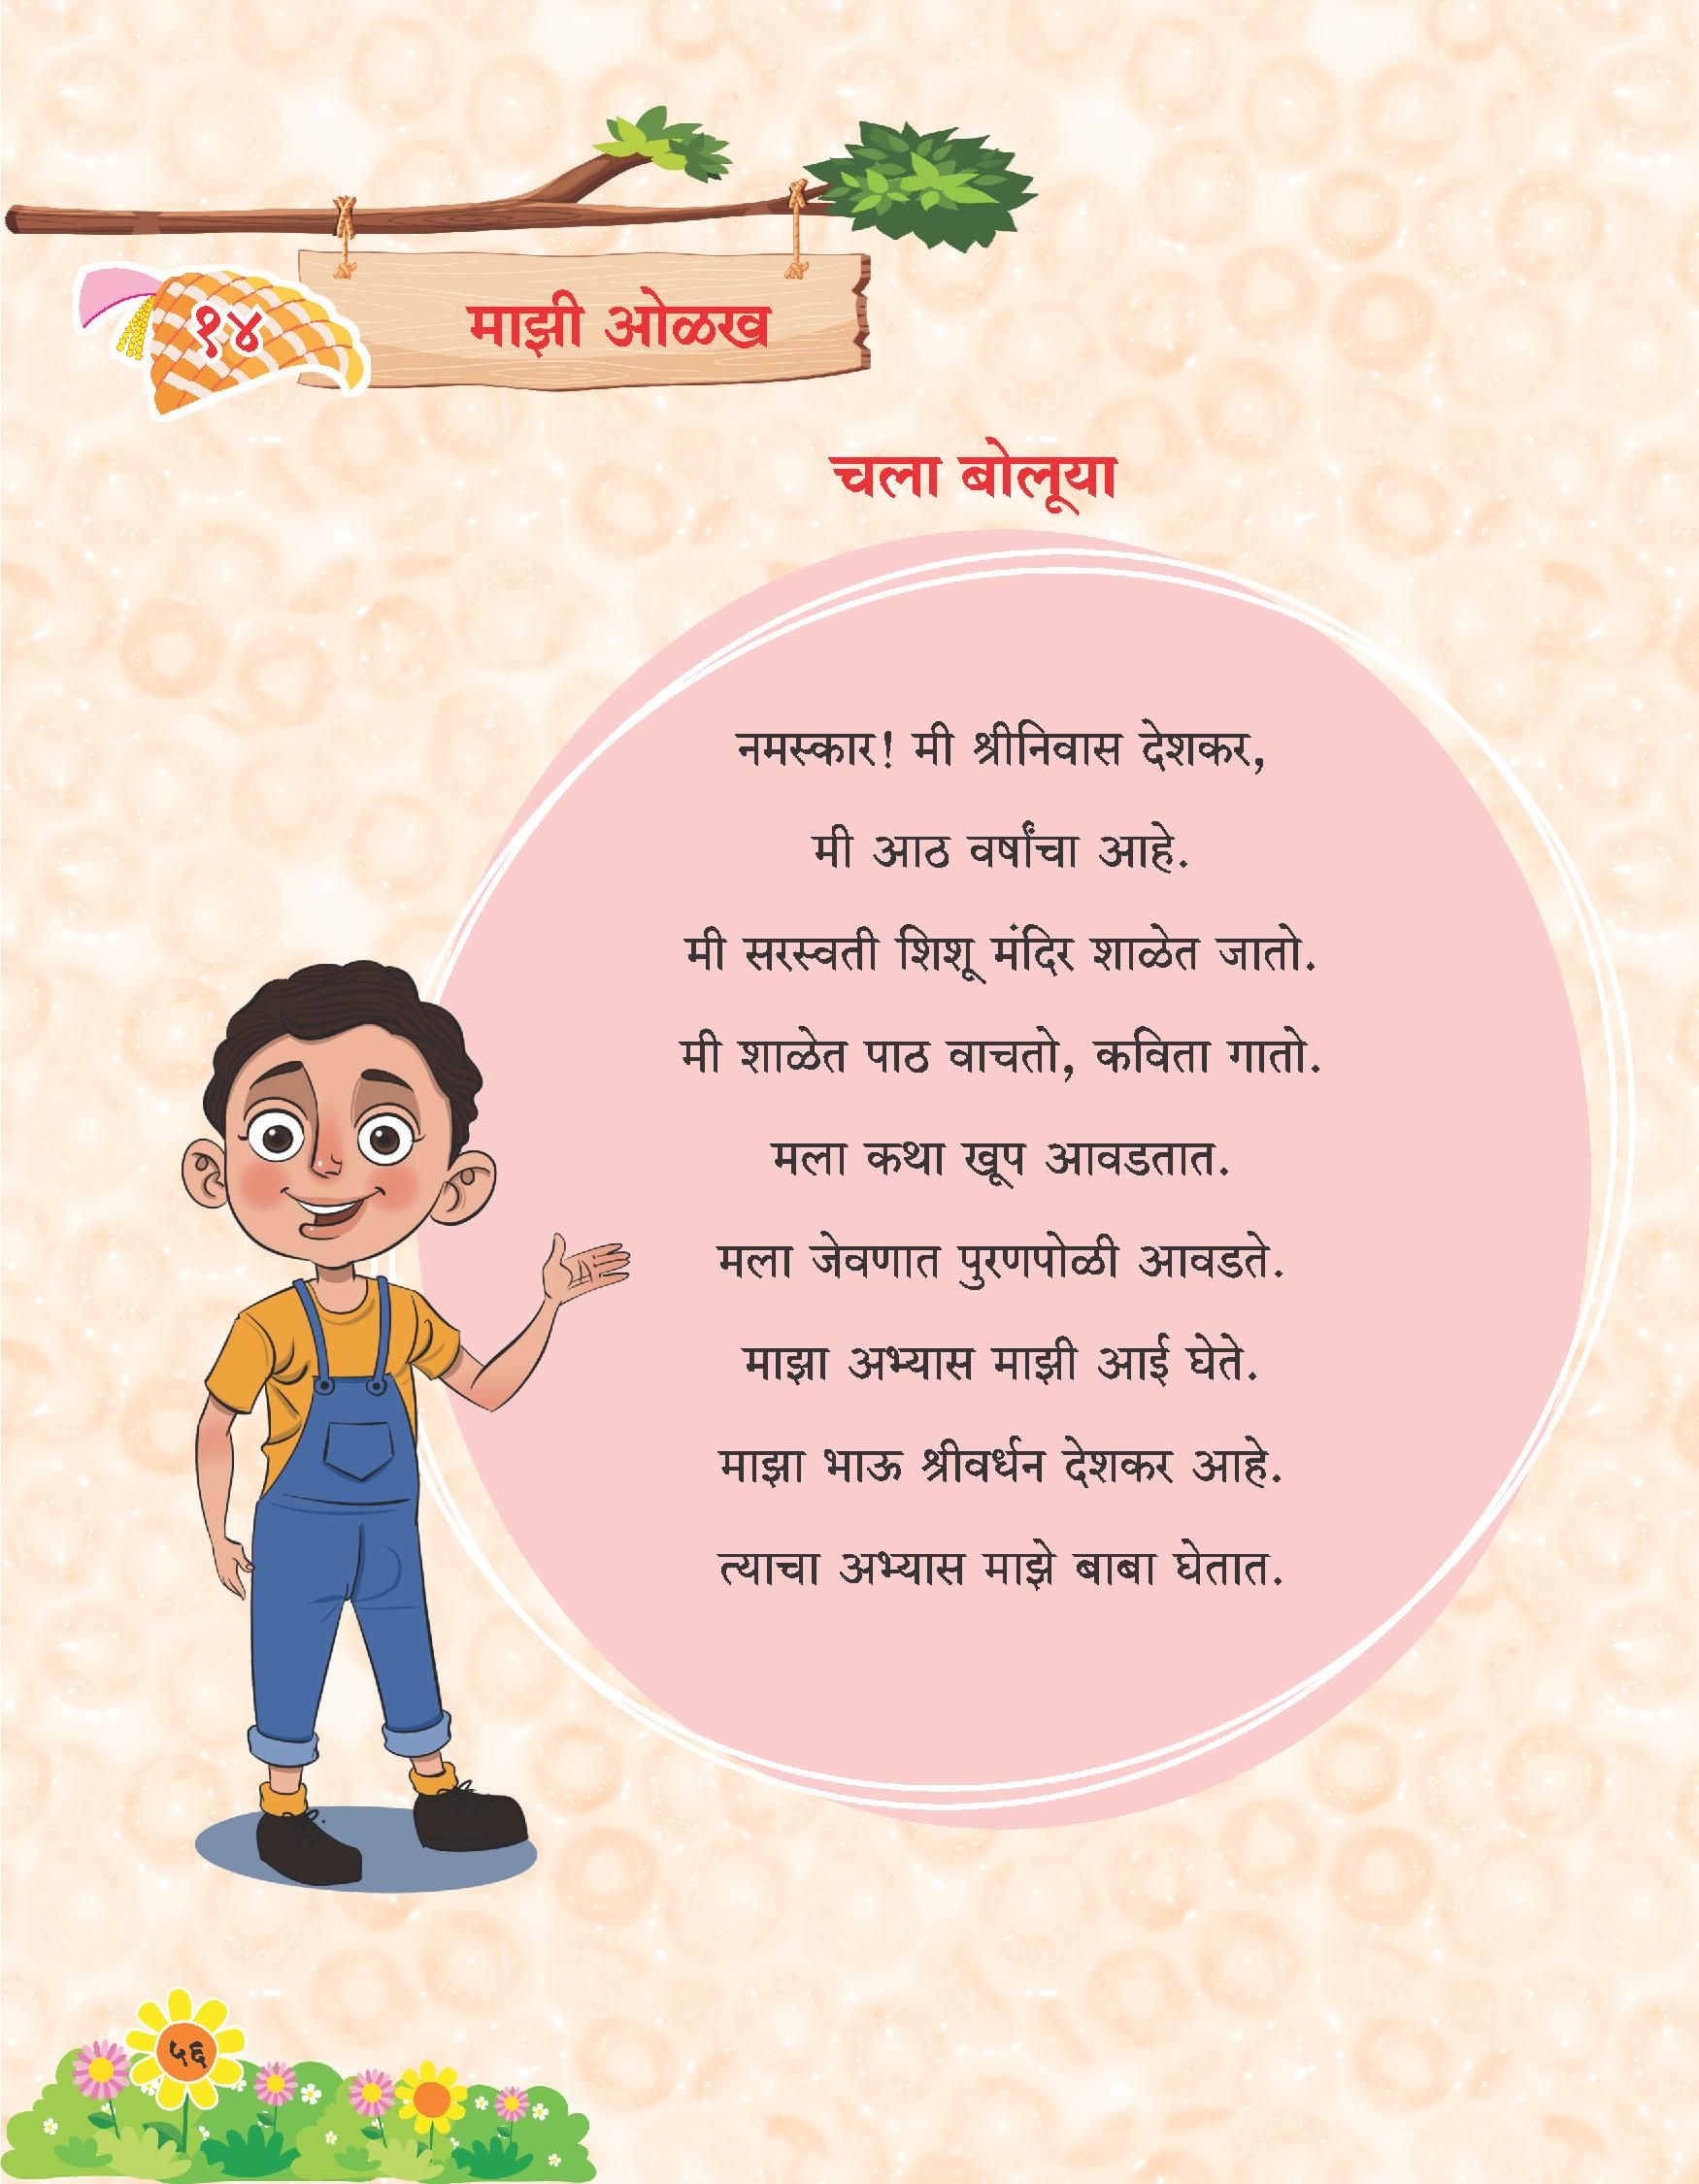 १४
माझी ओळख
चला बोलूया
नमस्कार! मी श्रीनिवास देशकर,
मी आठ वर्षांचा आहे.
मी सरस्वती शिशू मंदिर शाळेत जातो.
मी शाळेत पाठ वाचतो, कविता गातो.
मला कथा खूप आवडतात.
मला जेवणात पुरणपोळी आवडते.
माझा अभ्यास माझी आई घेते.
माझा भाऊ श्रीवर्धन देशकर आहे.
त्याचा अभ्यास माझे बाबा घेतात.
५६